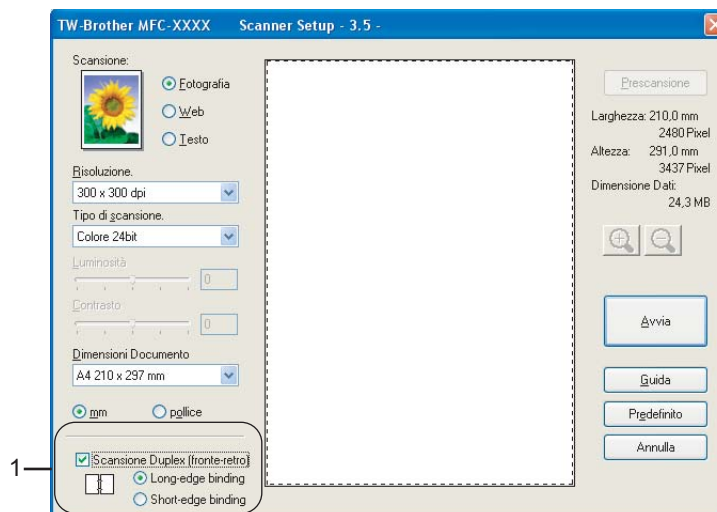 TW-Brother MFC-XXXX Scanner Setup - 3.5 -
Scansione:
Fotografia
Web
Testo
Risoluzione.
300 x 300 dpi
Tipo di scansione.
Colore 24bit
Luminosità
0
Contrasto
0
Dimensioni Documento
A4 210 x 297 mm
mm pollice
1
Scansione Duplex (fronte-retro)
Long-edge binding
Short-edge binding
Prescansione
Larghezza: 210,0 mm
2480 Pixel
Altezza: 291,0 mm
3437 Pixel
Dimensione Dati:
24,3 MB
Avvia
Guida
Predefinito
Annulla